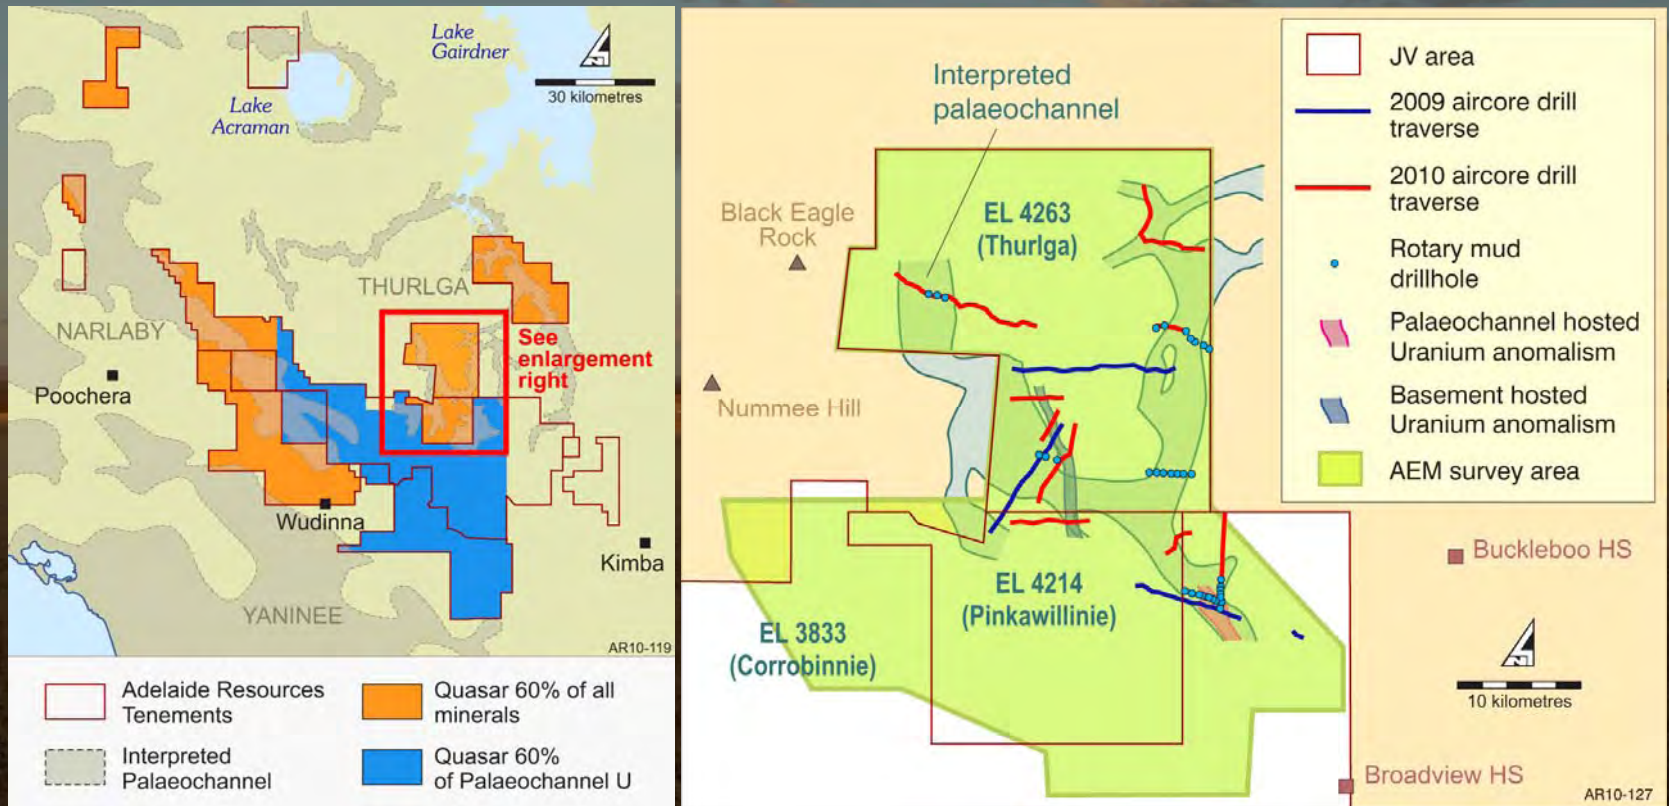 Lake
Gairdner
30 kilometres
Lake
Acraman
THURLGA
NARLABY
See
enlargement
right
Poochera
Wudinna
Kimba
YANINEE
AR10-119
Adelaide Resources
Tenements
Quasar 60% of all
minerals
Interpreted
Palaeochannel
Quasar 60%
of Palaeochannel U
Interpreted
palaeochannel
Black Eagle
Rock
EL 4263
(Thurlga)
Nummee Hill
EL 4214
(Pinkawillinie)
EL 3833
(Corrobinnie)
Buckleboo HS
10 kilometres
Broadview HS
AR10-127
JV area
2009 aircore drill
traverse
2010 aircore drill
traverse
Rotary mud
drillhole
Palaeochannel hosted
Uranium anomalism
Basement hosted
Uranium anomalism
AEM survey area